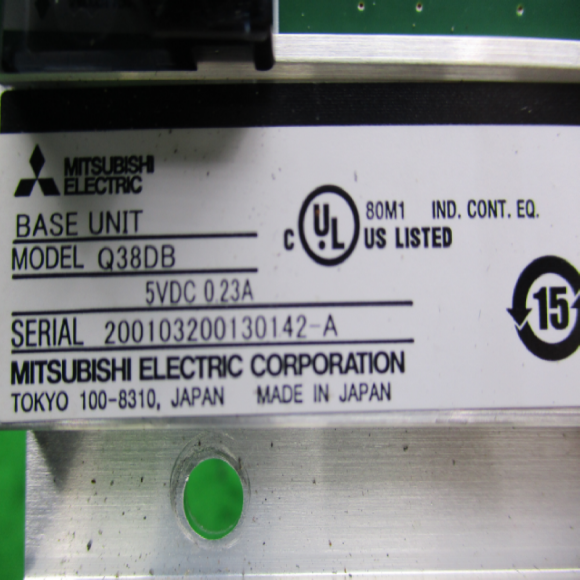 MITSUBISHI
ELECTRIC
BASE UNIT
MODEL Q38DB
5VDC 0.23A
SERIAL 200103200130142-A
MITSUBISHI ELECTRIC CORPORATION
TOKYO 100-8310, JAPAN MADE IN JAPAN
C UL US LISTED
80M1 IND. CONT. EQ.
15